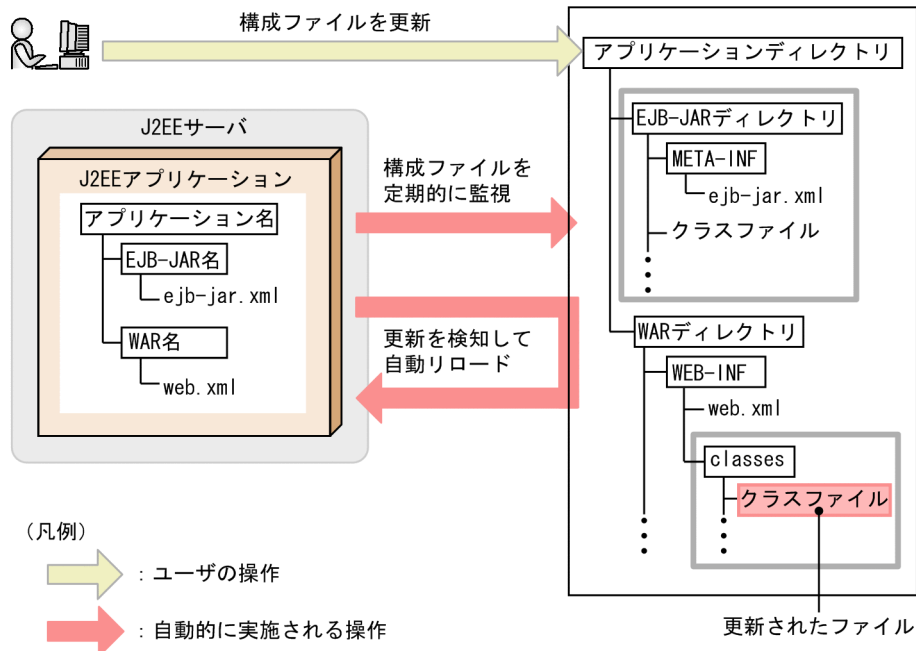 構成ファイルを更新
アプリケーションディレクトリ
EJB-JARディレクトリ
META-INF
ejb-jar.xml
クラスファイル
WARディレクトリ
WEB-INF
web.xml
classes
クラスファイル
更新されたファイル
J2EEサーバ
J2EEアプリケーション
アプリケーション名
EJB-JAR名
ejb-jar.xml
WAR名
web.xml
構成ファイルを
定期的に監視
更新を検知して
自動リロード
(凡例)
:ユーザの操作
:自動的に実施される操作